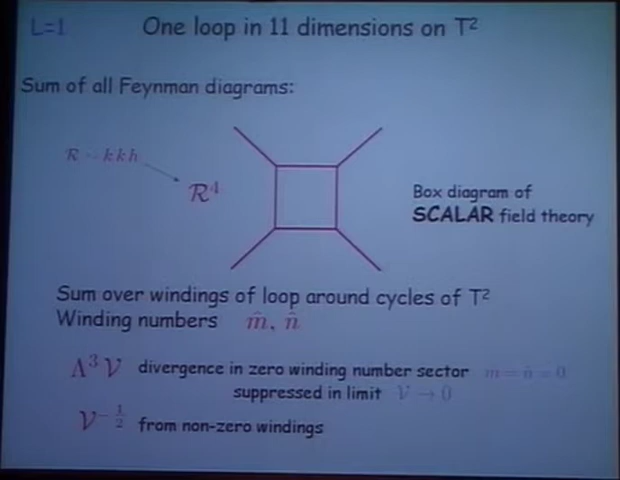 L=1
One loop in 11 dimensions on T²
Sum of all Feynman diagrams:
R ~ kkh
R⁴
Box diagram of
SCALAR field theory
Sum over windings of loop around cycles of T²
Winding numbers m̂, n̂
Λ³ V divergence in zero winding number sector m̂ = n̂ = 0
suppressed in limit V → 0
V^{-1/2} from non-zero windings